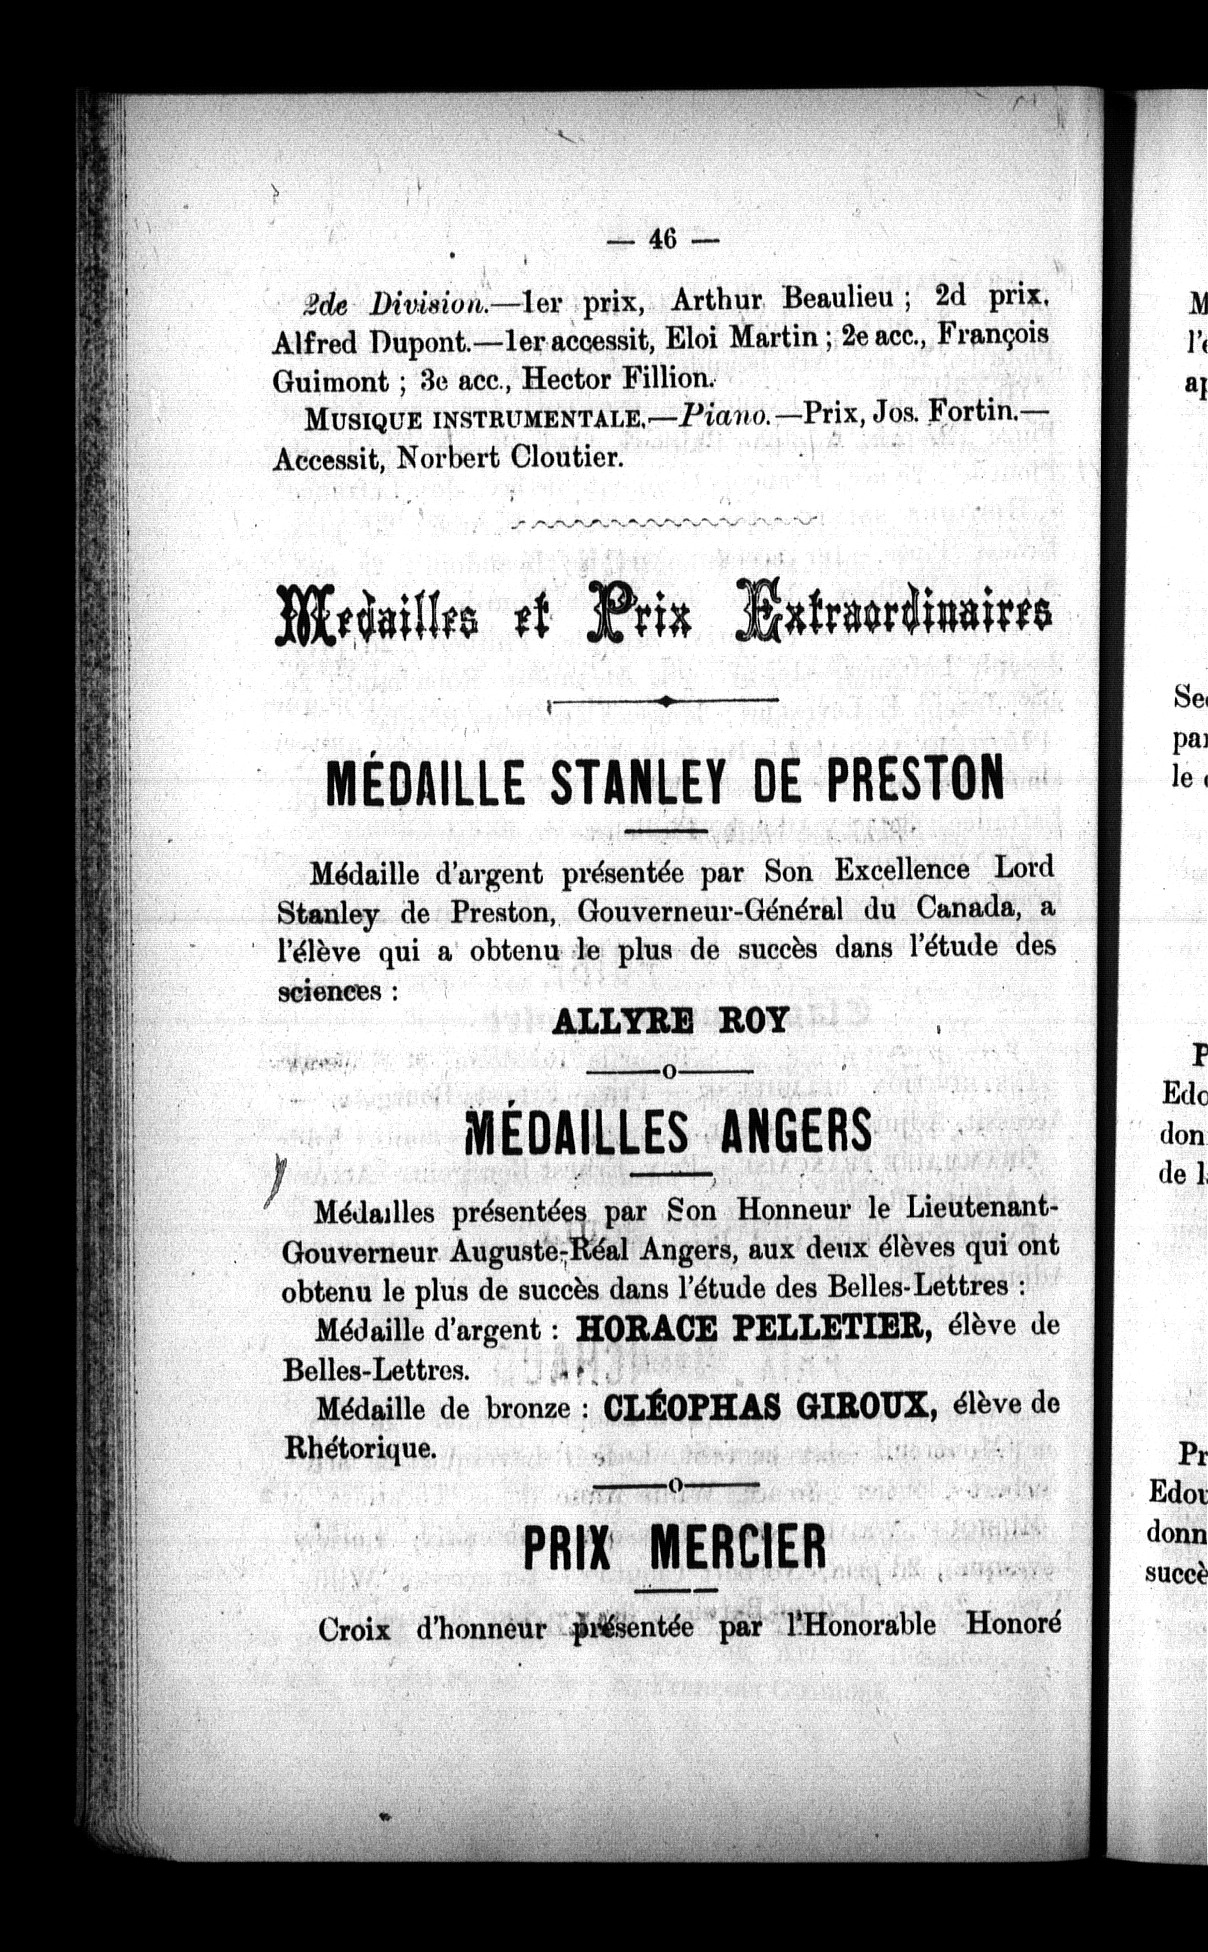 — 46 —
2de Division.—1er prix, Arthur Beaulieu ; 2d prix.
Alfred Dupont.—1er accessit, Eloi Martin ; 2e acc., François
Guimont ; 3e acc., Hector Fillion.
MUSIQUE INSTRUMENTALE.—Piano.—Prix, Jos. Fortin.—
Accessit, Norbert Cloutier.
Medailles et Prix Extraordinaires
MÉDAILLE STANLEY DE PRESTON
Médaille d'argent présentée par Son Excellence Lord
Stanley de Preston, Gouverneur-Général du Canada, a
l'élève qui a obtenu le plus de succès dans l'étude des
sciences :
ALLYRE ROY
——o——
MÉDAILLES ANGERS
Médailles présentées par Son Honneur le Lieutenant-
Gouverneur Auguste-Réal Angers, aux deux élèves qui ont
obtenu le plus de succès dans l'étude des Belles-Lettres :
Médaille d'argent : HORACE PELLETIER, élève de
Belles-Lettres.
Médaille de bronze : CLÉOPHAS GIROUX, élève de
Rhétorique.
——o——
PRIX MERCIER
Croix d'honneur présentée par l'Honorable Honoré